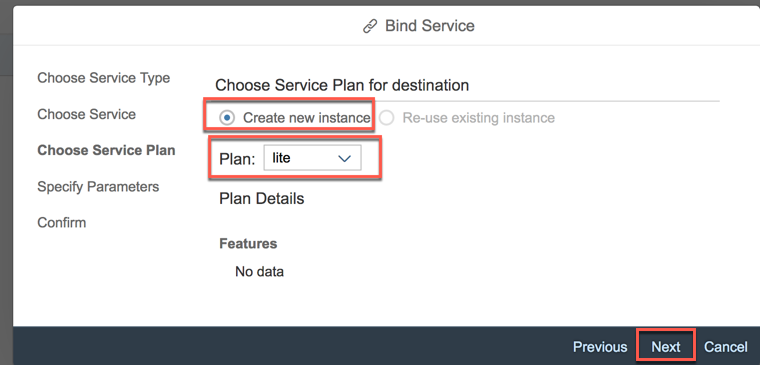 Bind Service
Choose Service Type
Choose Service
Choose Service Plan
Specify Parameters
Confirm
Choose Service Plan for destination
Create new instance Re-use existing instance
Plan: lite
Plan Details
Features
No data
Previous Next Cancel